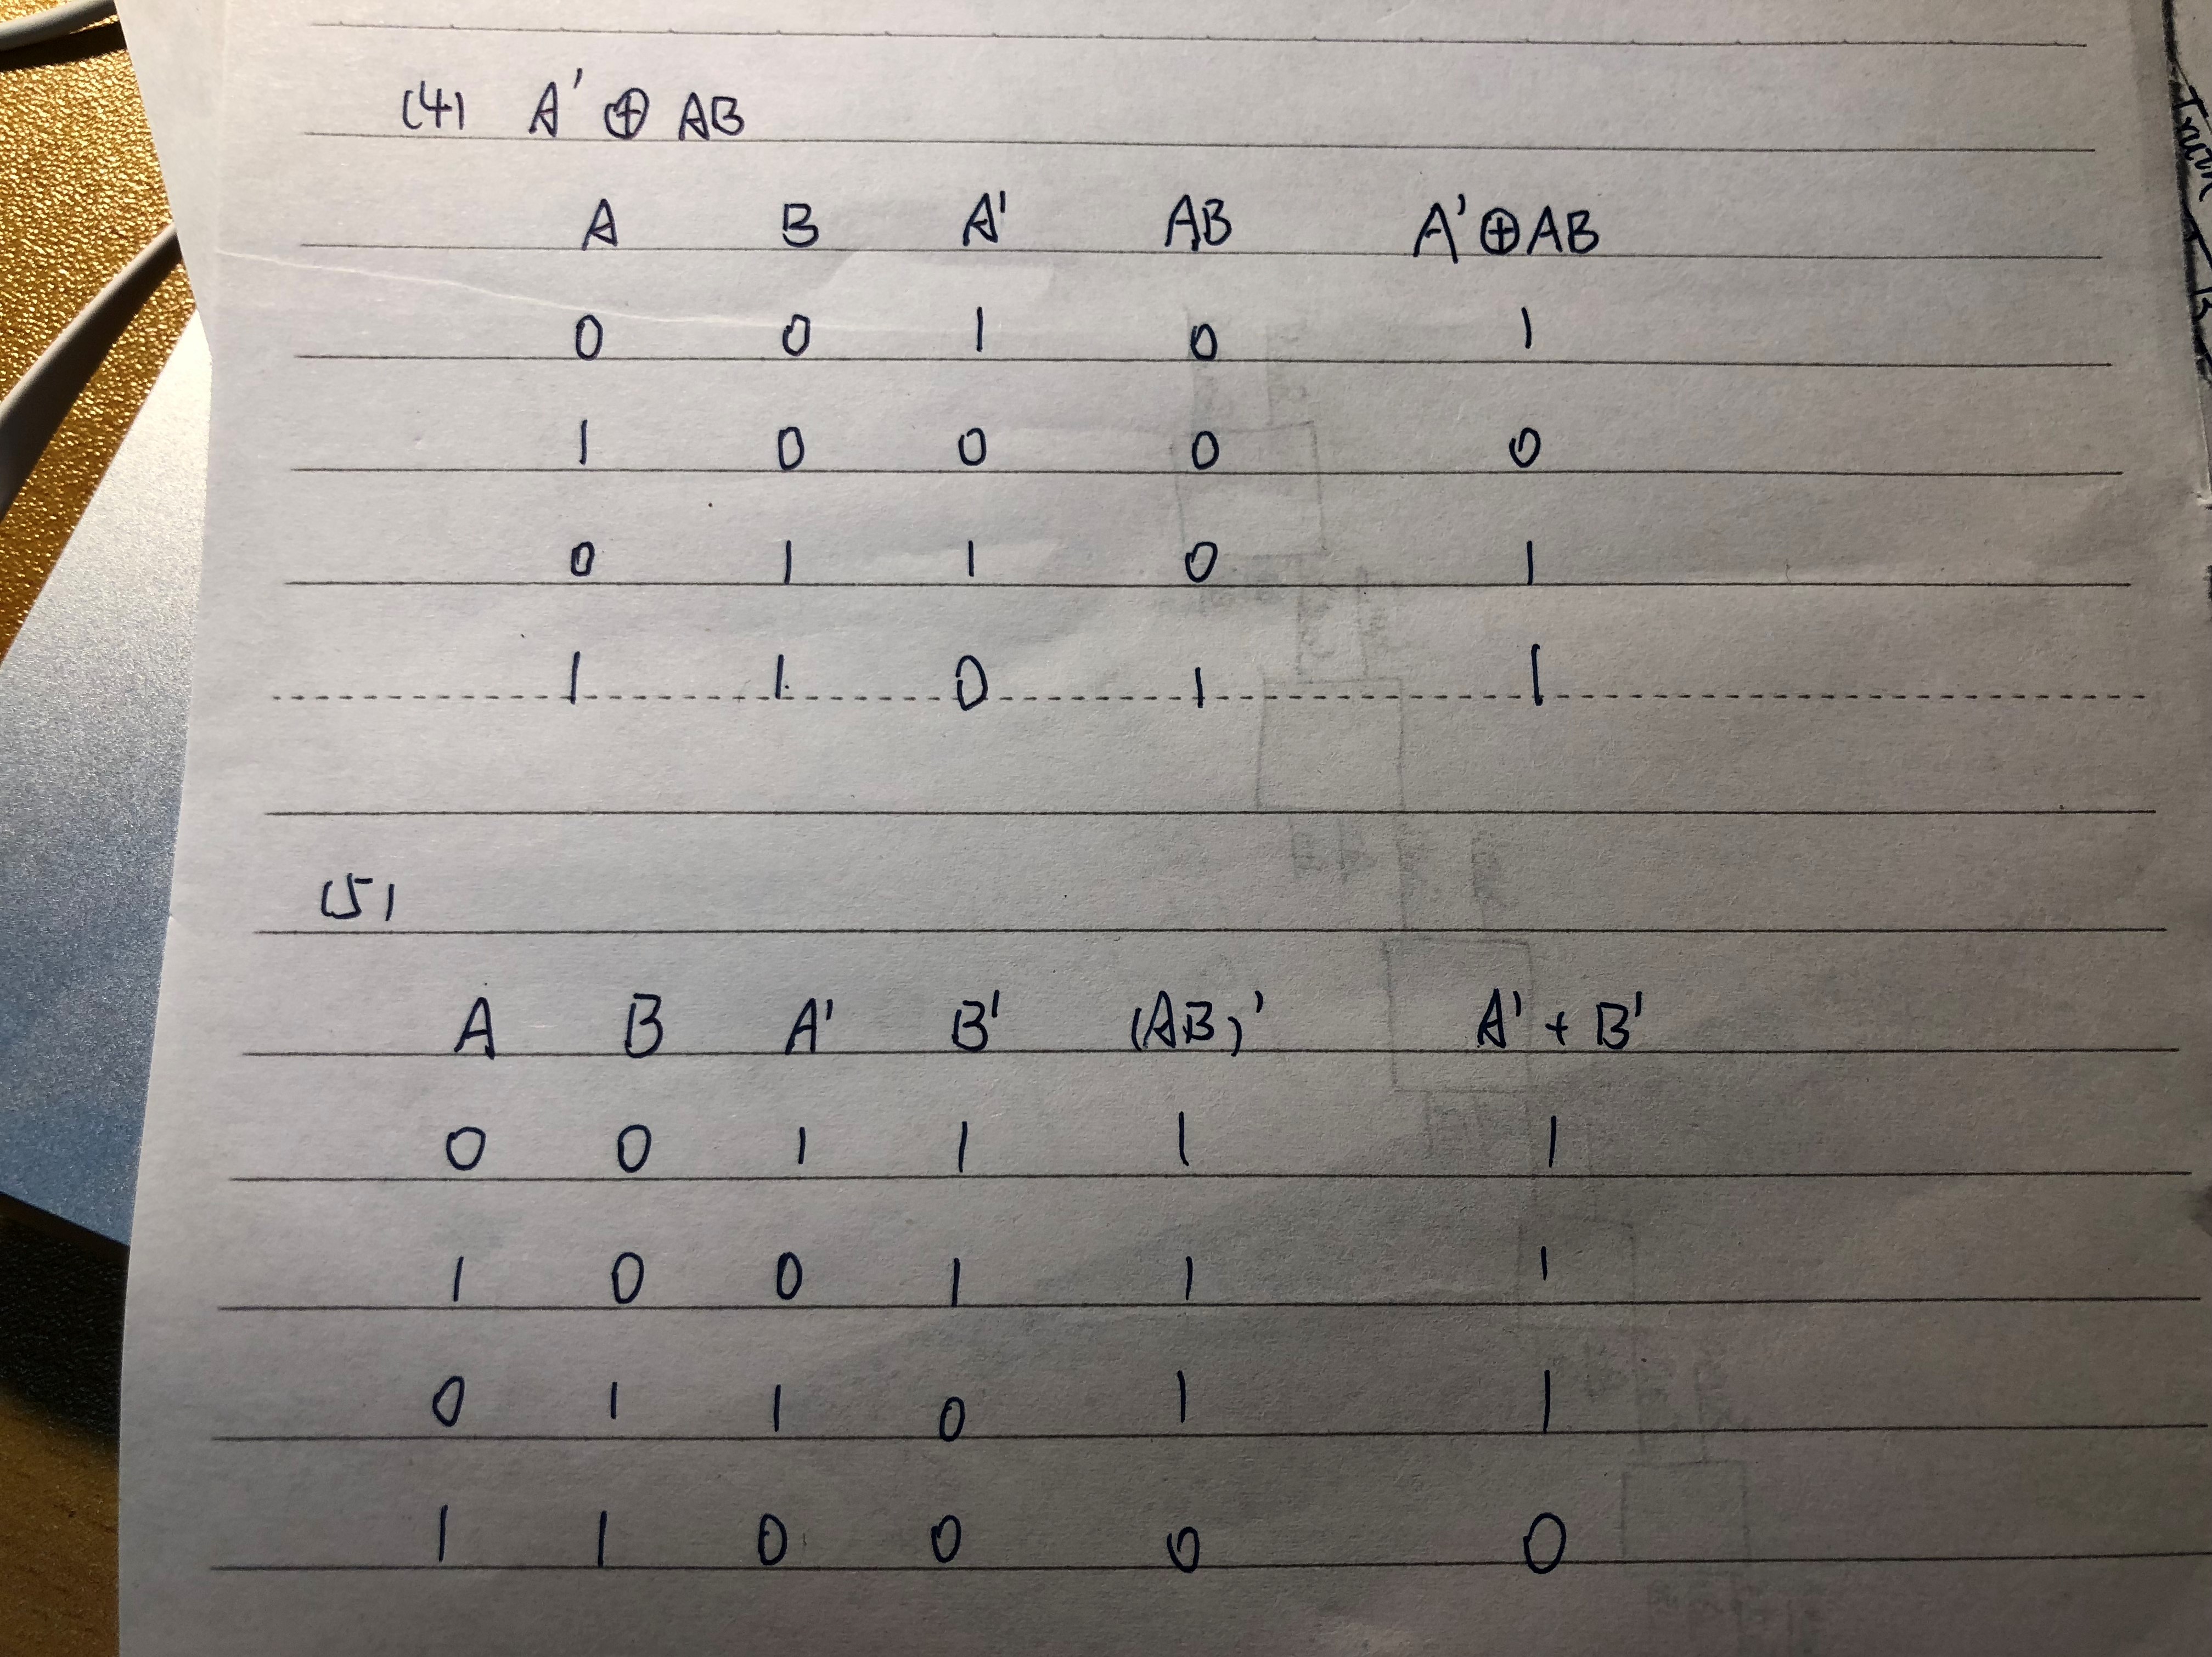 (4) A' ⊕ AB
A B A' AB A' ⊕ AB
0 0 1 0 1
1 0 0 0 0
0 1 1 0 1
1 1 0 1 1
(5)
A B A' B' (AB)' A' + B'
0 0 1 1 1 1
1 0 0 1 1 1
0 1 1 0 1 1
1 1 0 0 0 0